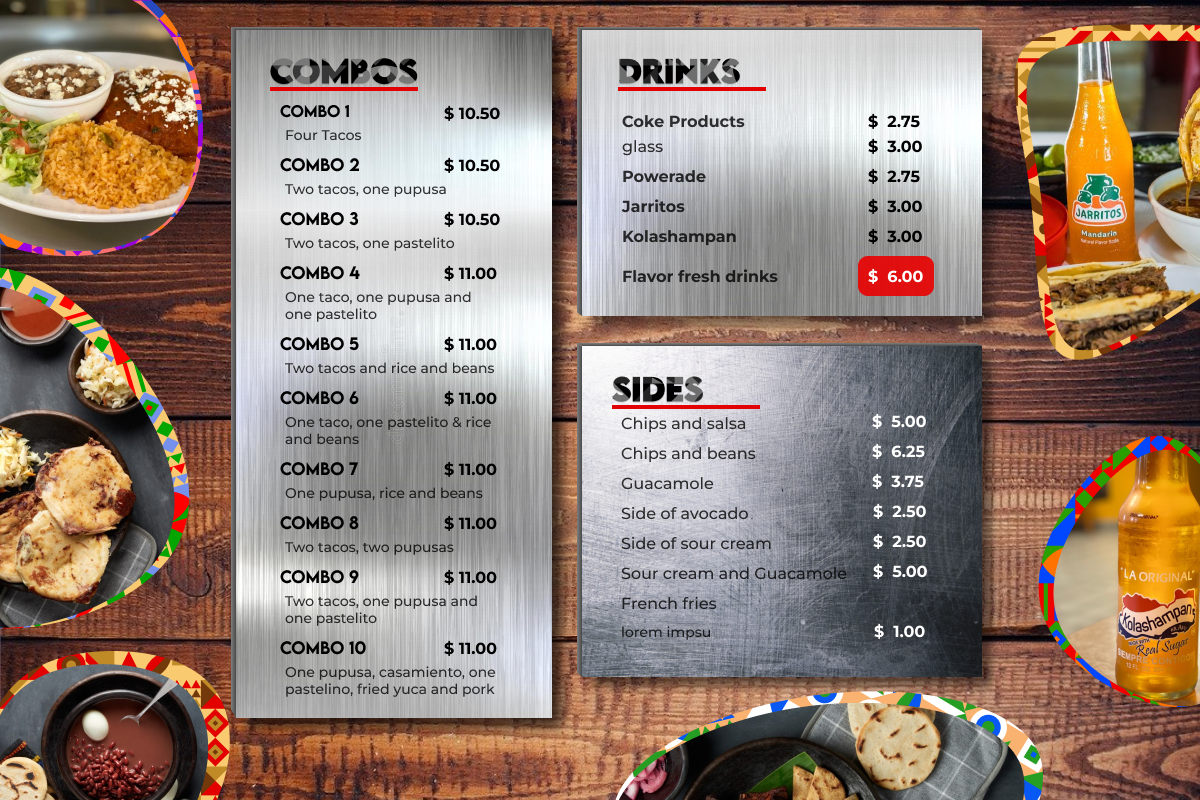 COMPOS
COMBO 1 $ 10.50
Four Tacos
COMBO 2 $ 10.50
Two tacos, one pupusa
COMBO 3 $ 10.50
Two tacos, one pastelito
COMBO 4 $ 11.00
One taco, one pupusa and
one pastelito
COMBO 5 $ 11.00
Two tacos and rice and beans
COMBO 6 $ 11.00
One taco, one pastelito & rice
and beans
COMBO 7 $ 11.00
One pupusa, rice and beans
COMBO 8 $ 11.00
Two tacos, two pupusas
COMBO 9 $ 11.00
Two tacos, one pupusa and
one pastelito
COMBO 10 $ 11.00
One pupusa, casamiento, one
pastelino, fried yuca and pork
DRINKS
Coke Products $ 2.75
glass $ 3.00
Powerade $ 2.75
Jarritos $ 3.00
Kolashampan $ 3.00
Flavor fresh drinks $ 6.00
SIDES
Chips and salsa $ 5.00
Chips and beans $ 6.25
Guacamole $ 3.75
Side of avocado $ 2.50
Side of sour cream $ 2.50
Sour cream and Guacamole $ 5.00
French fries
lorem impsu $ 1.00
JARRITOS
Mandarin
Natural Flavor Soda
"LA ORIGINAL"
Kolashampan
MADE WITH
Real Sugar